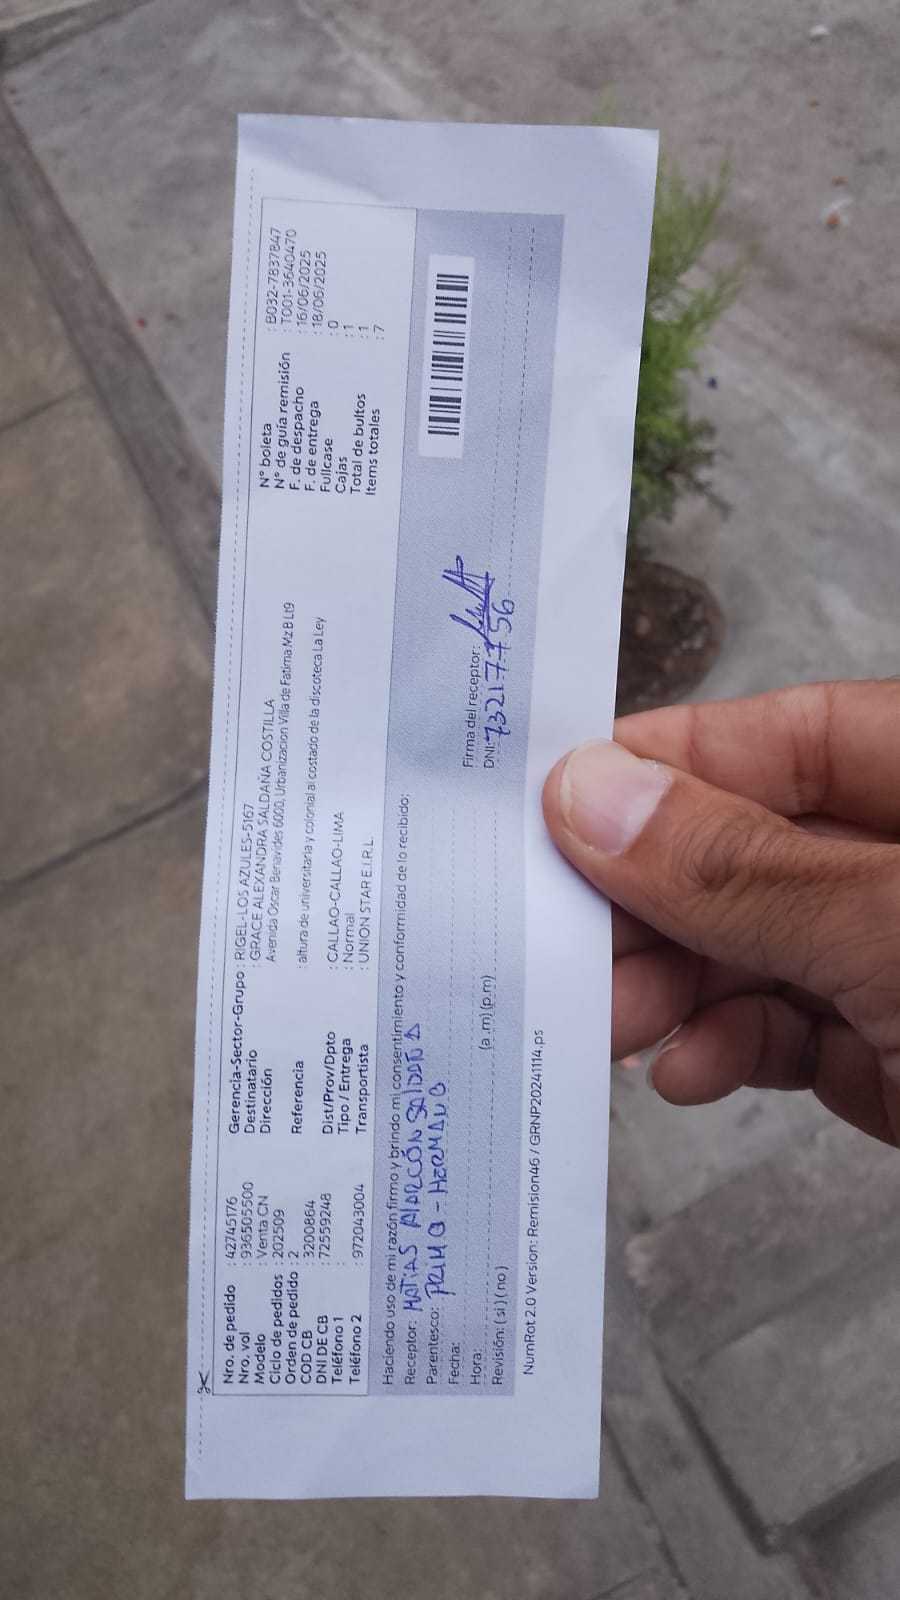 Nro. de pedido : 42745176
Nro. vol : 936505500
Modelo : Venta CN
Ciclo de pedidos : 202509
Orden de pedido : 2
COD CB : 3200864
DNI DE CB : 72559248
Teléfono 1 :
Teléfono 2 : 972043004
Gerencia-Sector-Grupo : RIGEL-LOS AZULES-5167
Destinatario : GRACE ALEXANDRA SALDAÑA COSTILLA
Dirección Avenida Oscar Benavides 6000, Urbanizacion Villa de Fatima Mz B Lt9
Referencia : altura de universitaria y colonial al costado de la discoteca La Ley
Dist/Prov/Dpto : CALLAO-CALLAO-LIMA
Tipo / Entrega : Normal
Transportista : UNION STAR E.I.R.L.
N° boleta : B032-7837847
N° de guía remisión : T001-3640470
F. de despacho : 16/06/2025
F. de entrega : 18/06/2025
Fullcase : 0
Cajas : 1
Total de bultos : 1
Items totales : 7
Haciendo uso de mi razón firmo y brindo mi consentimiento y conformidad de lo recibido:
Receptor: MATIAS ALARCÓN SALDAÑA
Parentesco: PRIMO - HERMANO
Fecha:
Hora: (a .m) (p.m)
Revisión: ( si ) ( no )
Firma del receptor:
DNI: 73217756
NumRot 2.0 Version: Remision46 / GRNP20241114.ps